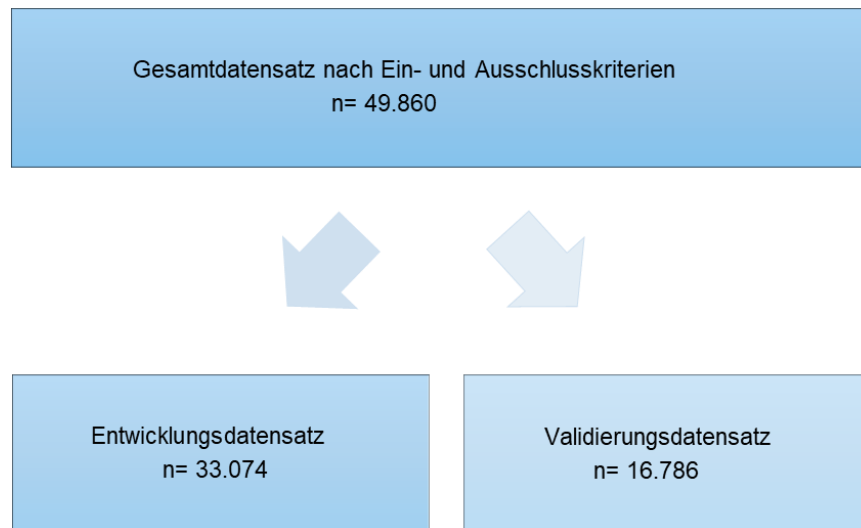 Gesamtdatensatz nach Ein- und Ausschlusskriterien
n= 49.860
Entwicklungsdatensatz
n= 33.074
Validierungsdatensatz
n= 16.786